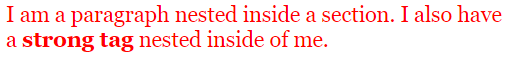 I am a paragraph nested inside a section. I also have
a strong tag nested inside of me.